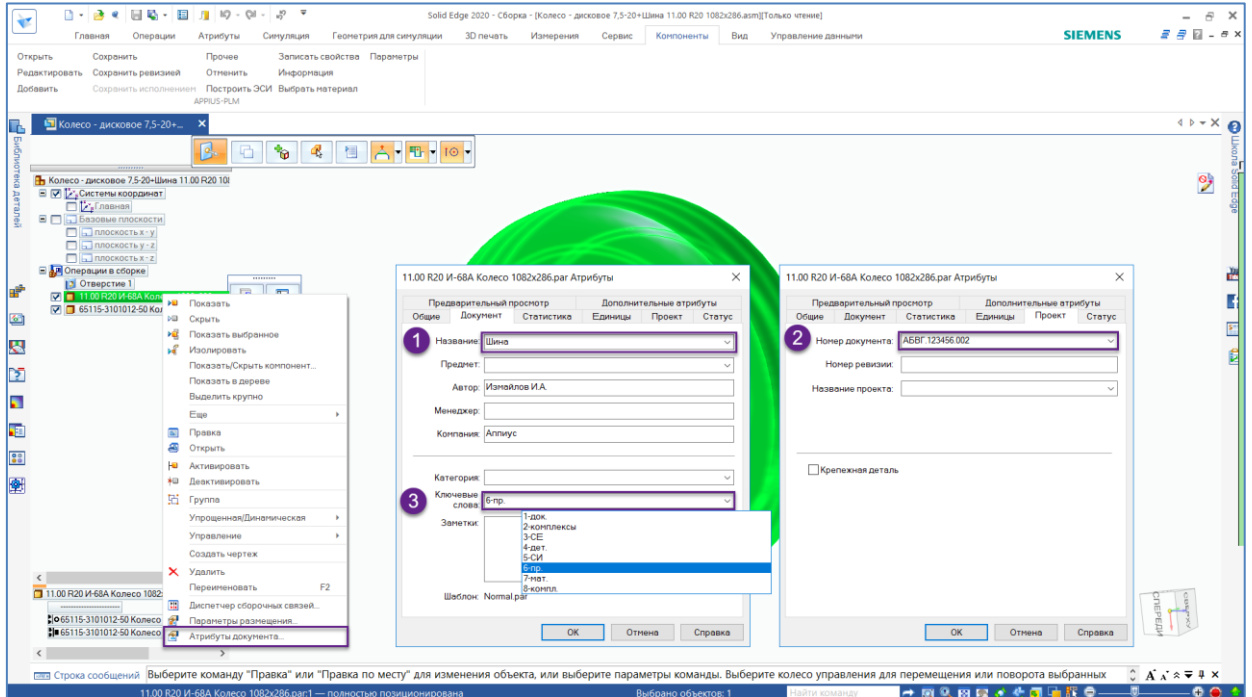 Solid Edge 2020 - Сборка - [Колесо - дисковое 7,5-20+Шина 11.00 R20 1082x286.asm][Только чтение]
Главная Операции Атрибуты Симуляция Геометрия для симуляции 3D печать Измерения Сервис Компоненты Вид Управление данными SIEMENS
Открыть Сохранить Прочее Записать свойства Параметры
Редактировать Сохранить ревизией Отменить Информация
Добавить Сохранить исполнением Построить ЭСИ Выбрать материал
APPIUS-PLM
Колесо - дисковое 7,5-20+...
Библиотека деталей
Школа Solid Edge
Колесо - дисковое 7,5-20+Шина 11.00 R20 10
Системы координат
Главная
Базовые плоскости
плоскость x - y
плоскость y - z
плоскость x - z
Операции в сборке
Отверстие 1
11.00 R20 И-68А Кол
65115-3101012-50 Кол
Показать
Скрыть
Показать выбранное
Изолировать
Показать/Скрыть компонент...
Показать в дереве
Выделить крупно
Еще
Правка
Открыть
Активировать
Деактивировать
Группа
Упрощенная/Динамическая
Управление
Создать чертеж
Удалить
Переименовать F2
Диспетчер сборочных связей...
Параметры размещения...
Атрибуты документа...
11.00 R20 И-68А Колесо 1082
65115-3101012-50 Колесо
65115-3101012-50 Колесо
11.00 R20 И-68А Колесо 1082x286.par Атрибуты
Предварительный просмотр Дополнительные атрибуты
Общие Документ Статистика Единицы Проект Статус
1 Название: Шина
Предмет:
Автор: Измайлов И.А.
Менеджер:
Компания: Аппиус
Категория:
3 Ключевые слова: 6-пр.
Заметки:
1-док.
2-комплексы
3-СЕ
4-дет.
5-СИ
6-пр.
7-мат.
8-компл.
Шаблон: Normal.par
OK Отмена Справка
11.00 R20 И-68А Колесо 1082x286.par Атрибуты
Предварительный просмотр Дополнительные атрибуты
Общие Документ Статистика Единицы Проект Статус
2 Номер документа: АБВГ.123456.002
Номер ревизии:
Название проекта:
Крепежная деталь
OK Отмена Справка
СПЕРЕДИ
СВЕРХУ
Строка сообщений Выберите команду "Правка" или "Правка по месту" для изменения объекта, или выберите параметры команды. Выберите колесо управления для перемещения или поворота выбранных
11.00 R20 И-68А Колесо 1082x286.par:1 — полностью позиционирована Выбрано объектов: 1 Найти команду